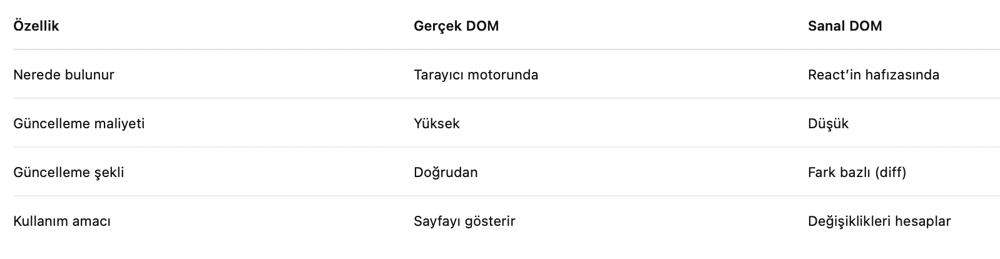 Özellik Gerçek DOM Sanal DOM
Nerede bulunur Tarayıcı motorunda React’in hafızasında
Güncelleme maliyeti Yüksek Düşük
Güncelleme şekli Doğrudan Fark bazlı (diff)
Kullanım amacı Sayfayı gösterir Değişiklikleri hesaplar